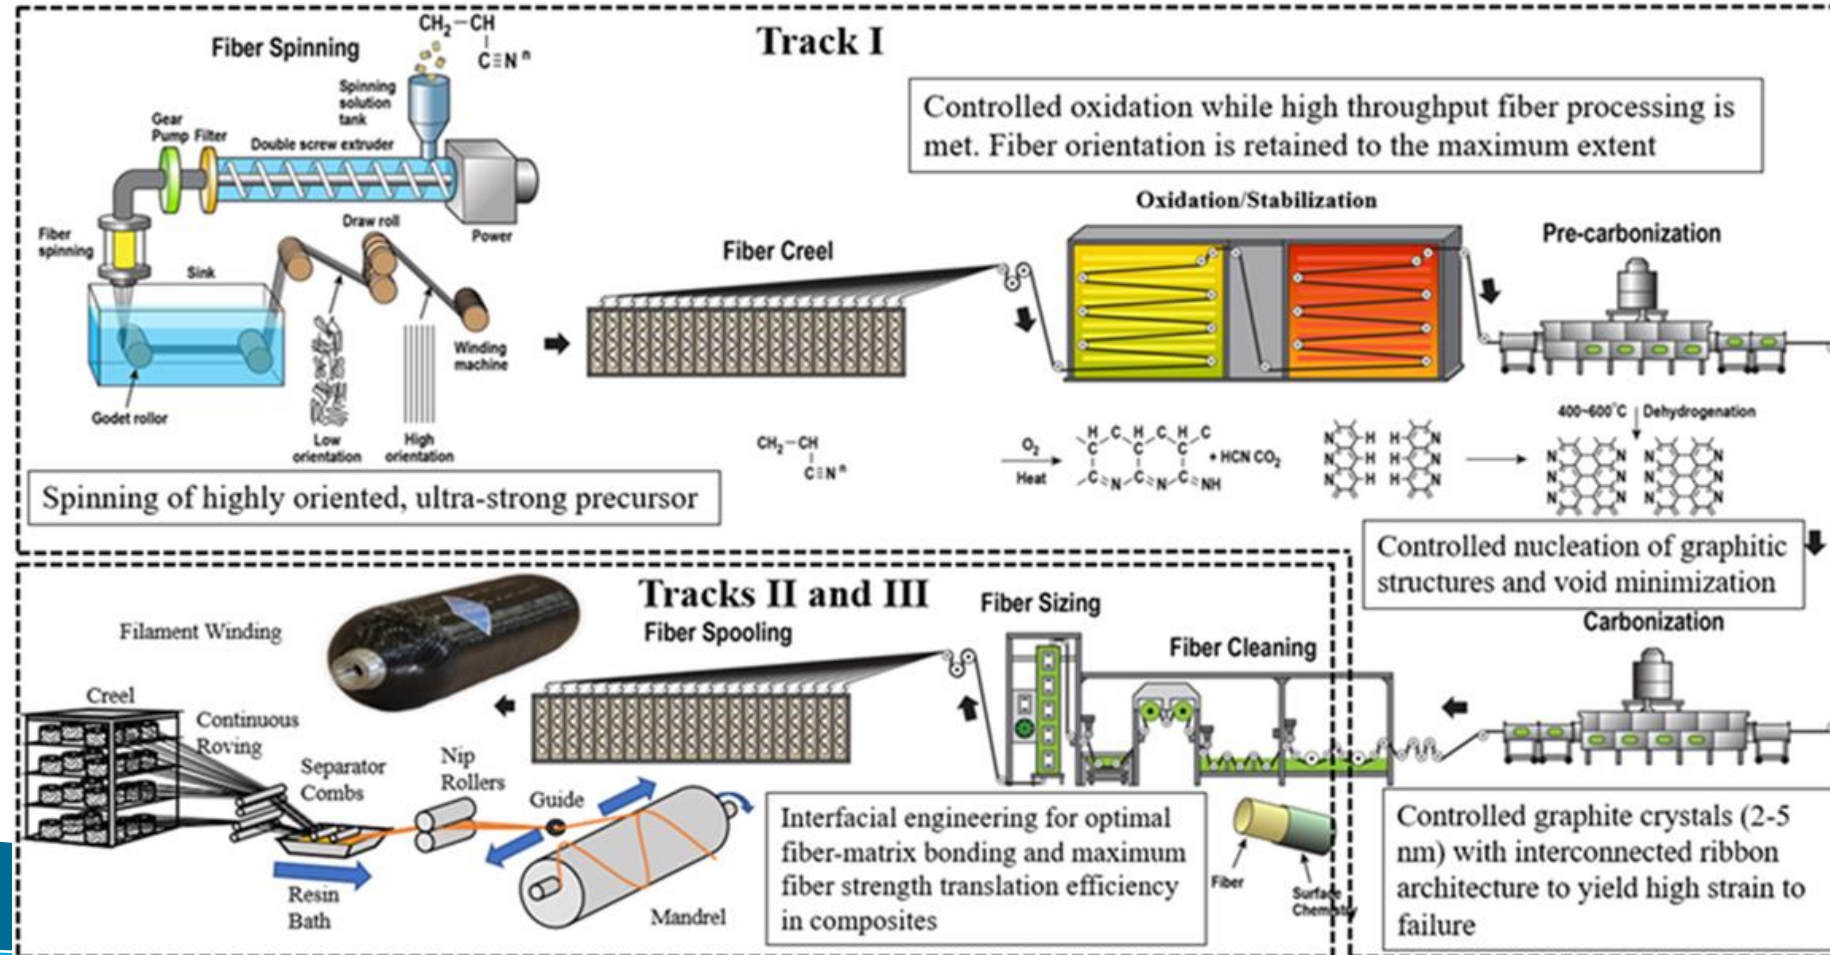 Track I
Fiber Spinning
CH₂−CH
C≡N n
Spinning
solution
tank
Gear
Pump
Filter
Double screw extruder
Power
Draw roll
Fiber
spinning
Sink
Godet rollor
Low
orientation
High
orientation
Winding
machine
Spinning of highly oriented, ultra-strong precursor
Controlled oxidation while high throughput fiber processing is
met. Fiber orientation is retained to the maximum extent
Fiber Creel
Oxidation/Stabilization
Pre-carbonization
CH₂−CH
C≡N n
O₂
Heat
H C H C H C
C C C
C N C N C NH
+ HCN CO₂
N H H N
N H H N
N H H N
400~600°C
Dehydrogenation
N N N N
N N N N
N N N N
Controlled nucleation of graphitic
structures and void minimization
Carbonization
Controlled graphite crystals (2-5
nm) with interconnected ribbon
architecture to yield high strain to
failure
Tracks II and III
Fiber Sizing
Fiber Cleaning
Fiber Spooling
Filament Winding
Creel
Continuous
Roving
Separator
Combs
Nip
Rollers
Guide
Resin
Bath
Mandrel
Interfacial engineering for optimal
fiber-matrix bonding and maximum
fiber strength translation efficiency
in composites
Fiber
Surface
Chemistry